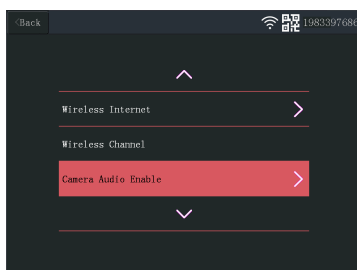 <Back
1983397686
Wireless Internet
Wireless Channel
Camera Audio Enable